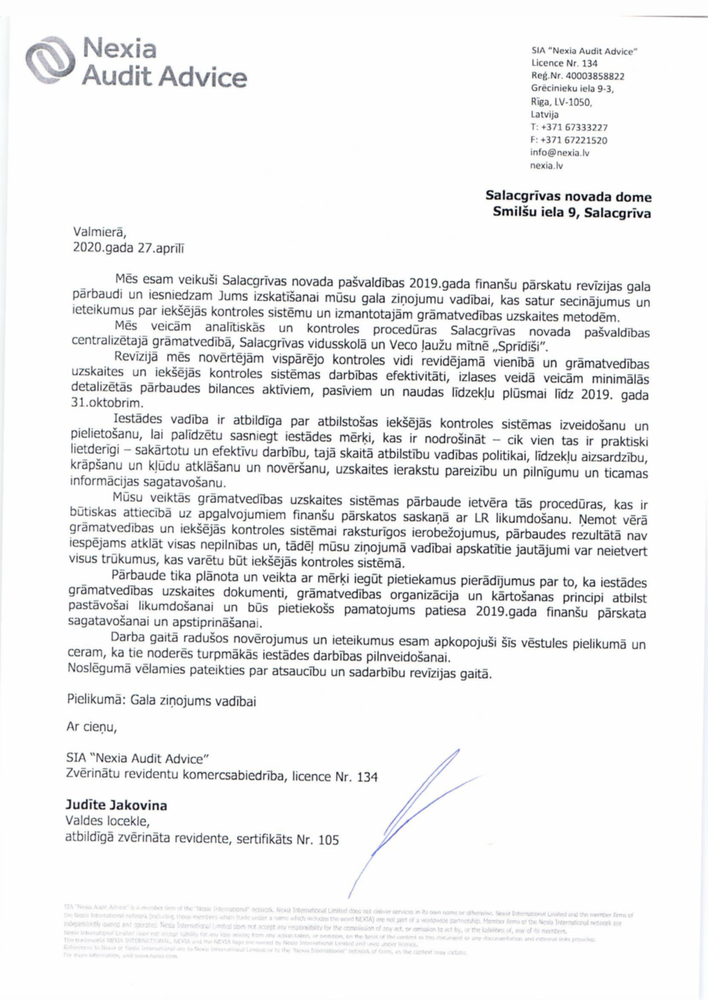 Nexia
Audit Advice
SIA "Nexia Audit Advice"
Licence Nr. 134
Reģ.Nr. 40003858822
Grēcinieku iela 9-3,
Rīga, LV-1050,
Latvija
T: +371 67333227
F: +371 67221520
info@nexia.lv
nexia.lv
Salacgrīvas novada dome
Smilšu iela 9, Salacgrīva
Valmierā,
2020.gada 27.aprīlī
Mēs esam veikuši Salacgrīvas novada pašvaldības 2019.gada finanšu pārskatu revīzijas gala
pārbaudi un iesniedzam Jums izskatīšanai mūsu gala ziņojumu vadībai, kas satur secinājumus un
ieteikumus par iekšējās kontroles sistēmu un izmantotajām grāmatvedības uzskaites metodēm.
Mēs veicām analītiskās un kontroles procedūras Salacgrīvas novada pašvaldības
centralizētajā grāmatvedībā, Salacgrīvas vidusskolā un Veco ļaužu mītnē „Sprīdīši".
Revīzijā mēs novērtējām vispārējo kontroles vidi revidējamā vienībā un grāmatvedības
uzskaites un iekšējās kontroles sistēmas darbības efektivitāti, izlases veidā veicām minimālās
detalizētās pārbaudes bilances aktīviem, pasīviem un naudas līdzekļu plūsmai līdz 2019. gada
31.oktobrim.
Iestādes vadība ir atbildīga par atbilstošas iekšējās kontroles sistēmas izveidošanu un
pielietošanu, lai palīdzētu sasniegt iestādes mērķi, kas ir nodrošināt – cik vien tas ir praktiski
lietderīgi – sakārtotu un efektīvu darbību, tajā skaitā atbilstību vadības politikai, līdzekļu aizsardzību,
krāpšanu un kļūdu atklāšanu un novēršanu, uzskaites ierakstu pareizību un pilnīgumu un ticamas
informācijas sagatavošanu.
Mūsu veiktās grāmatvedības uzskaites sistēmas pārbaude ietvēra tās procedūras, kas ir
būtiskas attiecībā uz apgalvojumiem finanšu pārskatos saskaņā ar LR likumdošanu. Ņemot vērā
grāmatvedības un iekšējās kontroles sistēmai raksturīgos ierobežojumus, pārbaudes rezultātā nav
iespējams atklāt visas nepilnības un, tādēļ mūsu ziņojumā vadībai apskatītie jautājumi var neietvert
visus trūkumus, kas varētu būt iekšējās kontroles sistēmā.
Pārbaude tika plānota un veikta ar mērķi iegūt pietiekamus pierādījumus par to, ka iestādes
grāmatvedības uzskaites dokumenti, grāmatvedības organizācija un kārtošanas principi atbilst
pastāvošai likumdošanai un būs pietiekošs pamatojums patiesa 2019.gada finanšu pārskata
sagatavošanai un apstiprināšanai.
Darba gaitā radušos novērojumus un ieteikumus esam apkopojuši šīs vēstules pielikumā un
ceram, ka tie noderēs turpmākās iestādes darbības pilnveidošanai.
Noslēgumā vēlamies pateikties par atsaucību un sadarbību revīzijas gaitā.
Pielikumā: Gala ziņojums vadībai
Ar cieņu,
SIA "Nexia Audit Advice"
Zvērinātu revidentu komercsabiedrība, licence Nr. 134
Judīte Jakovina
Valdes locekle,
atbildīgā zvērināta revidente, sertifikāts Nr. 105
SIA "Nexia Audit Advice" is a member firm of the "Nexia International" network. Nexia International Limited does not deliver services in its own name or otherwise. Nexia International Limited and the member firms of
the Nexia International network (including those members which trade under a name which includes the word NEXIA) are not part of a worldwide partnership. Member firms of the Nexia International network are
independently owned and operated. Nexia International Limited does not accept any responsibility for the commission of any act, or omission to act by, or the liabilities of, any of its members.
Nexia International Limited does not accept liability for any loss arising from any action taken, or omission, on the basis of the content in this document or any documentation and external links provided.
The trademarks NEXIA INTERNATIONAL, NEXIA and the NEXIA logo are owned by Nexia International Limited and used under licence.
References to Nexia or Nexia International are to Nexia International Limited or to the "Nexia International" network of firms, as the context may dictate.
For more information, visit www.nexia.com